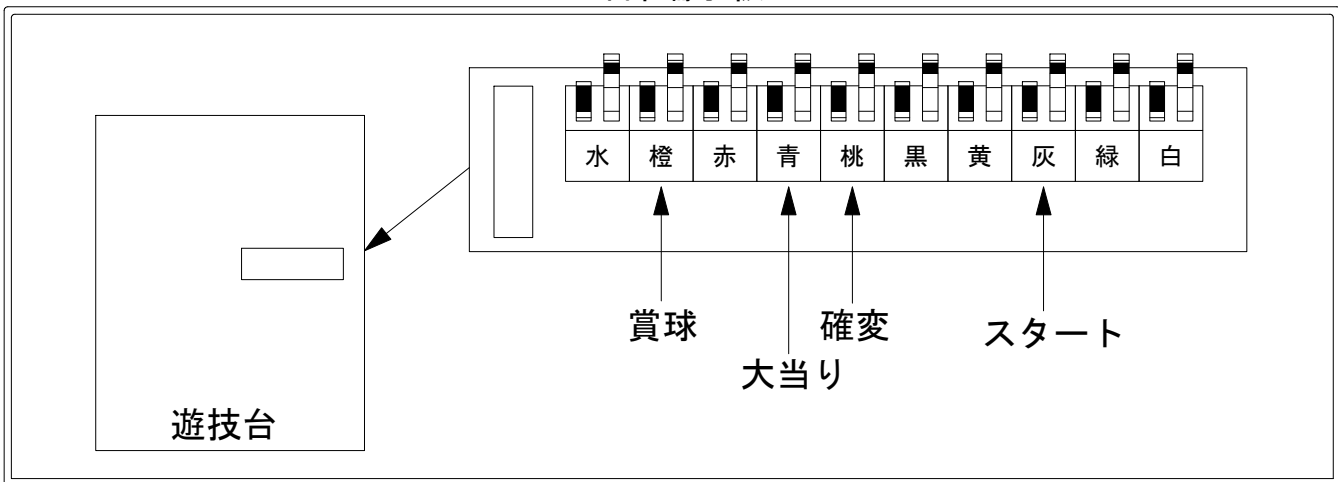 水 橙 赤 青 桃 黒 黄 灰 緑 白
賞球 確変 スタート
大当り
遊技台